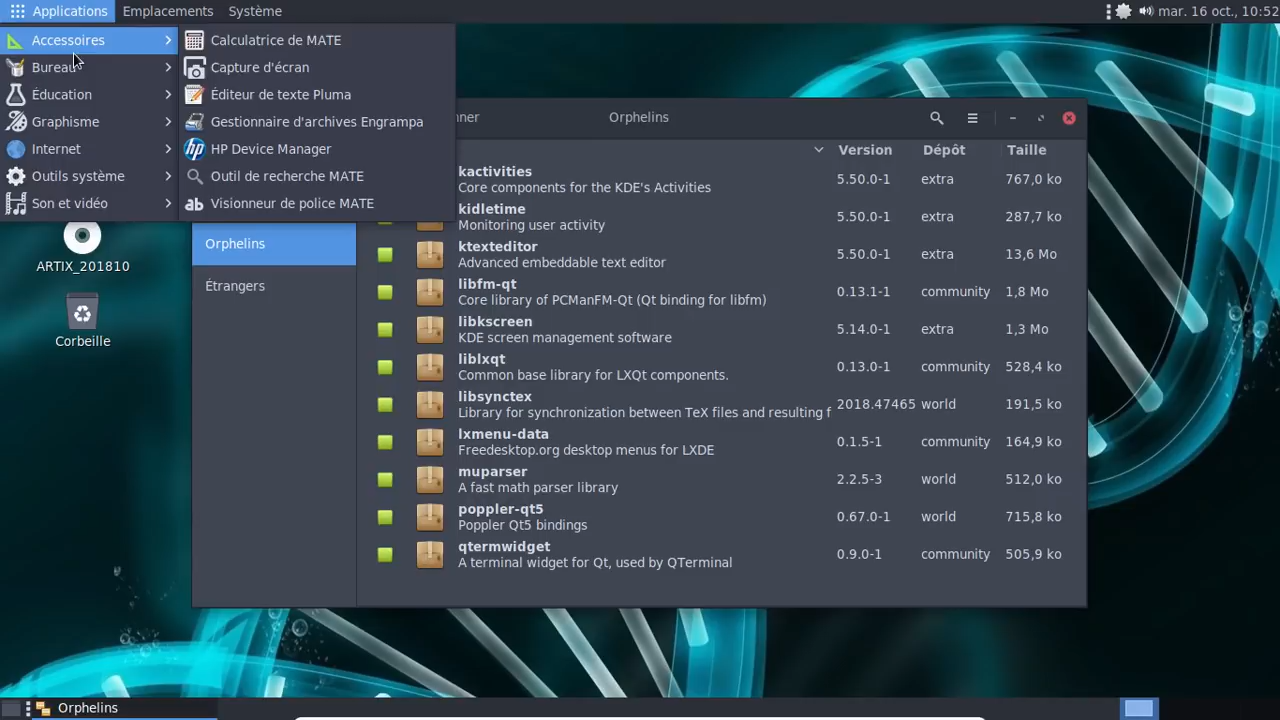 Applications Emplacements Système mar. 16 oct., 10:52
Accessoires
Bureau
Éducation
Graphisme
Internet
Outils système
Son et vidéo
Calculatrice de MATE
Capture d'écran
Éditeur de texte Pluma
Gestionnaire d'archives Engrampa
HP Device Manager
Outil de recherche MATE
Visionneur de police MATE
ARTIX_201810
Corbeille
nner Orphelins
Version Dépôt Taille
Orphelins
Étrangers
kactivities
Core components for the KDE's Activities
5.50.0-1 extra 767,0 ko
kidletime
Monitoring user activity
5.50.0-1 extra 287,7 ko
ktexteditor
Advanced embeddable text editor
5.50.0-1 extra 13,6 Mo
libfm-qt
Core library of PCManFM-Qt (Qt binding for libfm)
0.13.1-1 community 1,8 Mo
libkscreen
KDE screen management software
5.14.0-1 extra 1,3 Mo
liblxqt
Common base library for LXQt components.
0.13.0-1 community 528,4 ko
libsynctex
Library for synchronization between TeX files and resulting f
2018.47465 world 191,5 ko
lxmenu-data
Freedesktop.org desktop menus for LXDE
0.1.5-1 community 164,9 ko
muparser
A fast math parser library
2.2.5-3 world 512,0 ko
poppler-qt5
Poppler Qt5 bindings
0.67.0-1 world 715,8 ko
qtermwidget
A terminal widget for Qt, used by QTerminal
0.9.0-1 community 505,9 ko
Orphelins